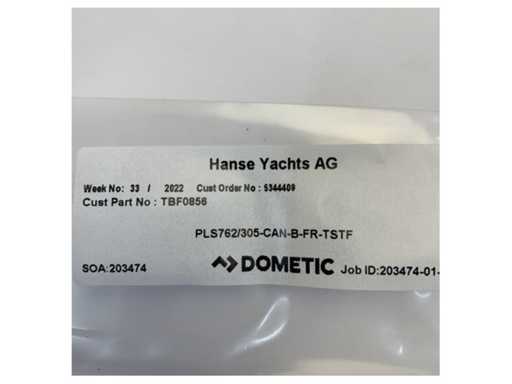 Hanse Yachts AG
Week No: 33 / 2022 Cust Order No : 5344409
Cust Part No : TBF0856
PLS762/305-CAN-B-FR-TSTF
SOA:203474 DOMETIC Job ID:203474-01-